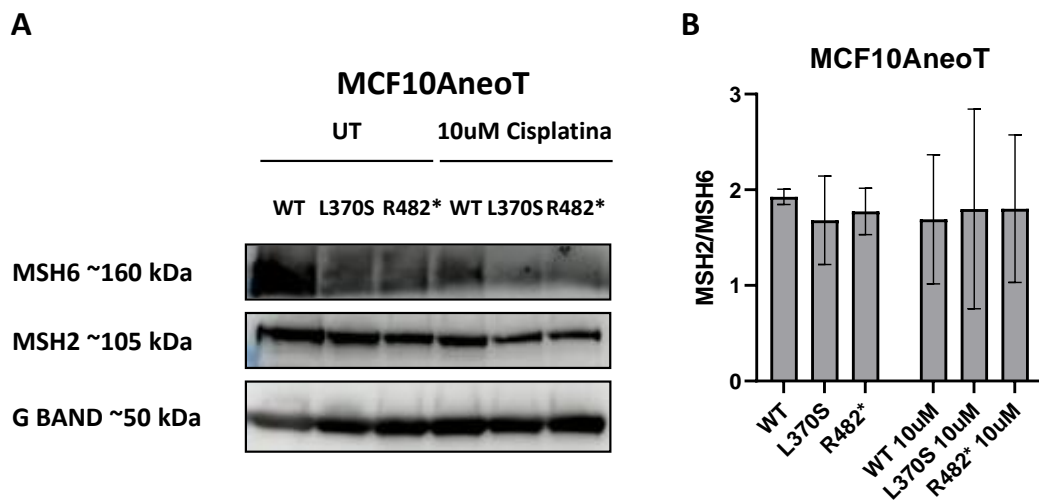 A
MCF10AneoT
UT 10uM Cisplatina
WT L370S R482* WT L370S R482*
MSH6 ~160 kDa
MSH2 ~105 kDa
G BAND ~50 kDa
B
MCF10AneoT
MSH2/MSH6
3
2
1
0
WT
L370S
R482*
WT 10uM
L370S 10uM
R482* 10uM